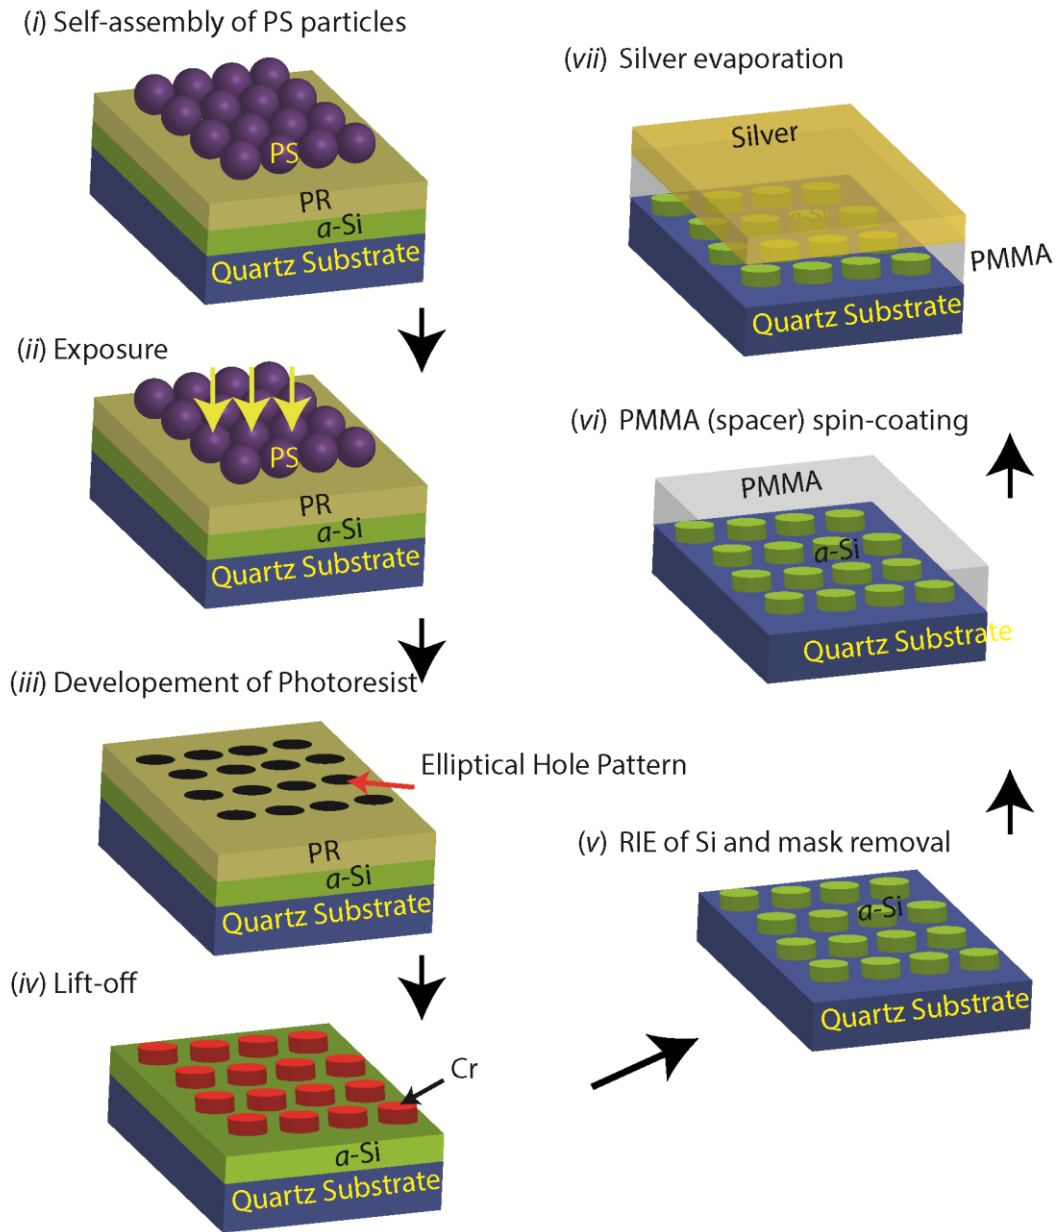 (i) Self-assembly of PS particles
PS
PR
a-Si
Quartz Substrate
(ii) Exposure
PS
PR
a-Si
Quartz Substrate
(iii) Developement of Photoresist
Elliptical Hole Pattern
PR
a-Si
Quartz Substrate
(iv) Lift-off
Cr
a-Si
Quartz Substrate
(v) RIE of Si and mask removal
a-Si
Quartz Substrate
(vi) PMMA (spacer) spin-coating
PMMA
a-Si
Quartz Substrate
(vii) Silver evaporation
Silver
a-Si
PMMA
Quartz Substrate